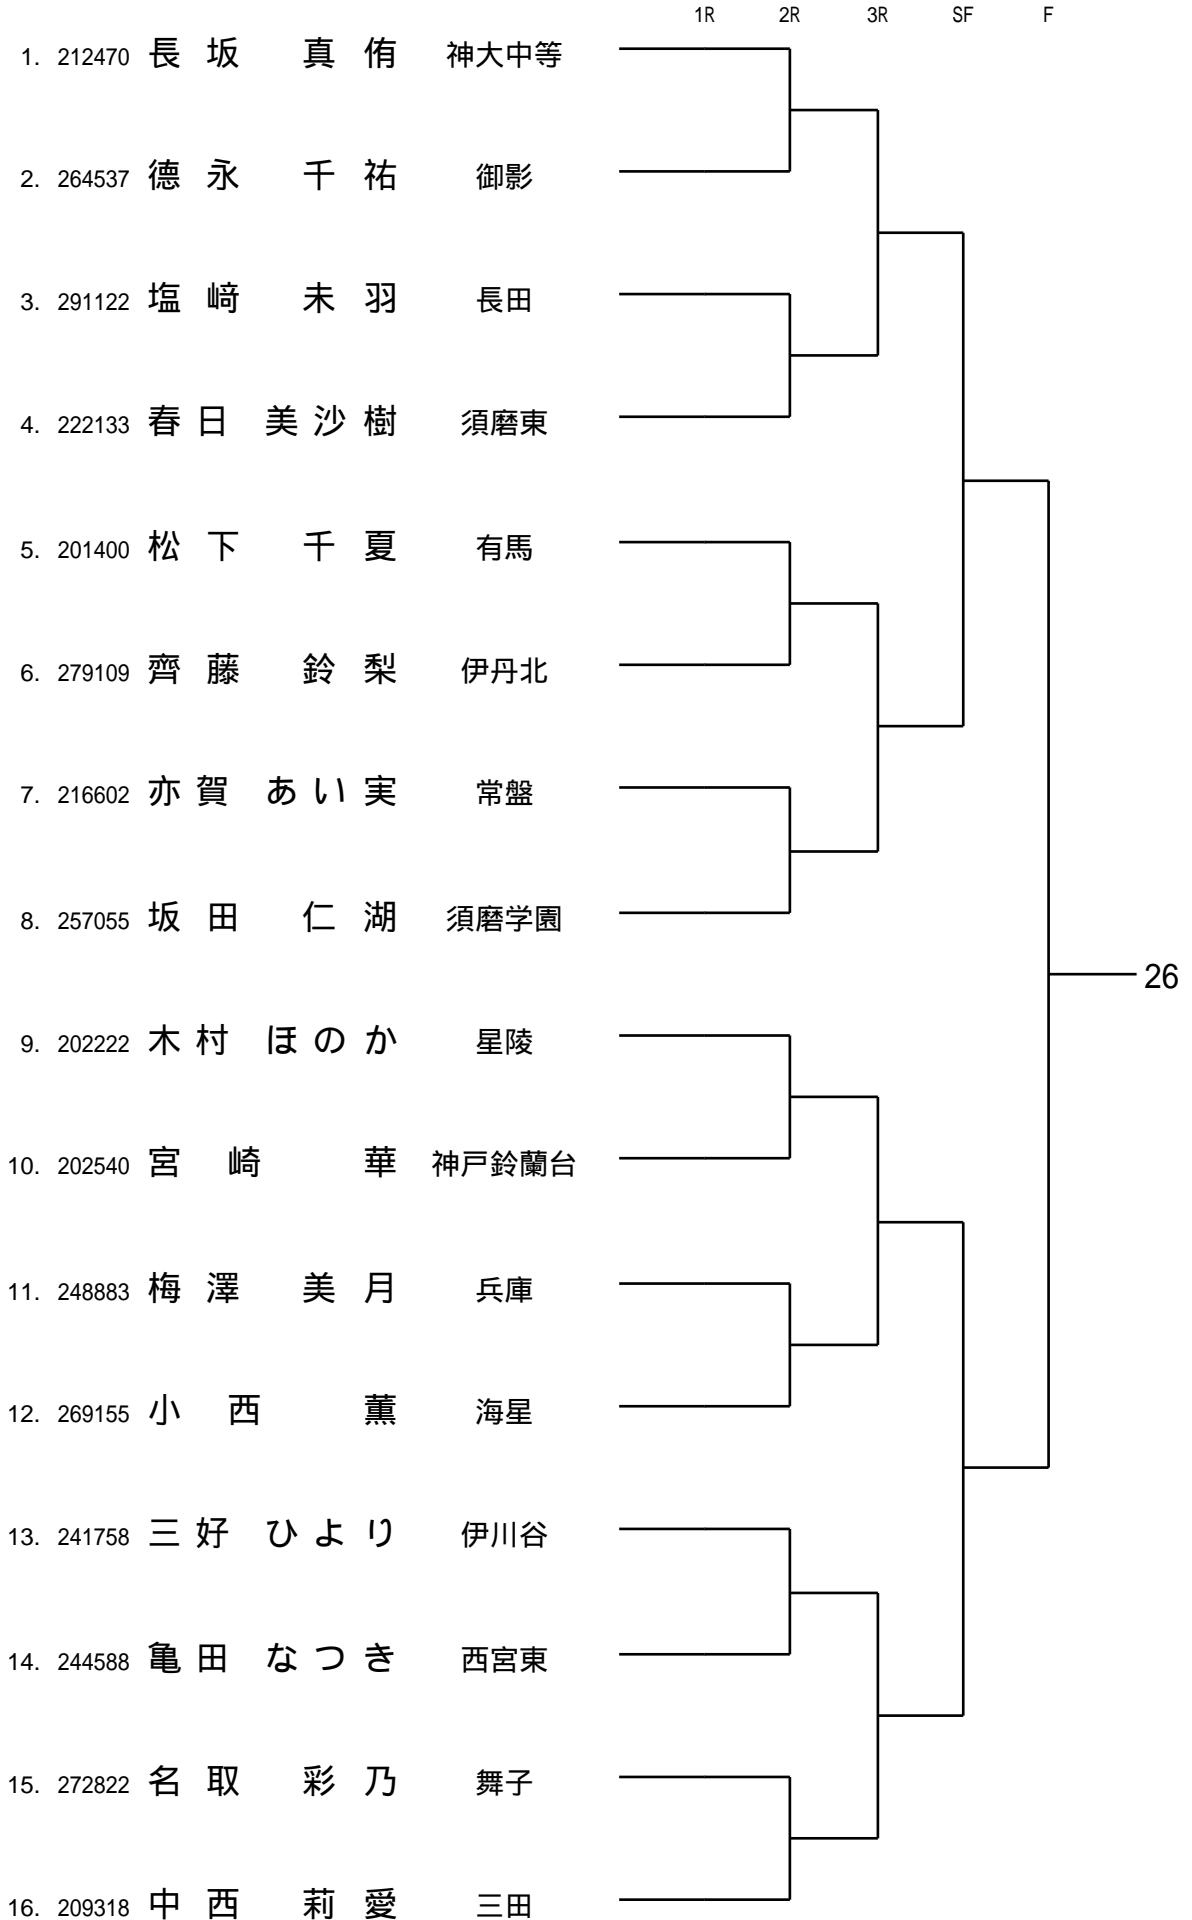 1R 2R 3R SF F
1. 212470 長坂 真侑 神大中等
2. 264537 德永 千祐 御影
3. 291122 塩﨑 未羽 長田
4. 222133 春日 美沙樹 須磨東
5. 201400 松下 千夏 有馬
6. 279109 齊藤 鈴梨 伊丹北
7. 216602 亦賀 あい実 常盤
8. 257055 坂田 仁湖 須磨学園
26
9. 202222 木村 ほのか 星陵
10. 202540 宮崎 華 神戸鈴蘭台
11. 248883 梅澤 美月 兵庫
12. 269155 小西 薫 海星
13. 241758 三好 ひより 伊川谷
14. 244588 亀田 なつき 西宮東
15. 272822 名取 彩乃 舞子
16. 209318 中西 莉愛 三田